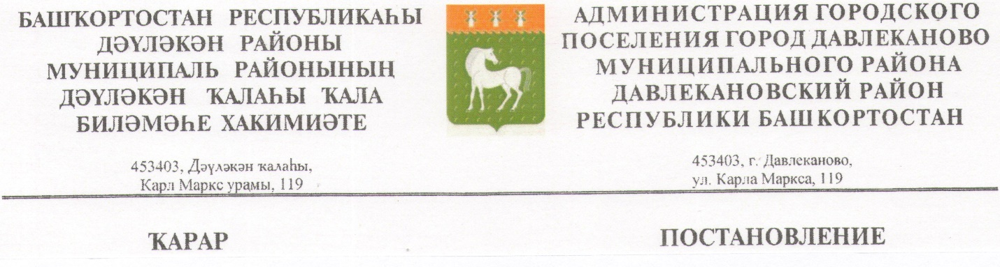 БАШҠОРТОСТАН РЕСПУБЛИКАҺЫ
ДӘҮЛӘКӘН РАЙОНЫ
МУНИЦИПАЛЬ РАЙОНЫНЫҢ
ДӘҮЛӘКӘН ҠАЛАҺЫ ҠАЛА
БИЛӘМӘҺЕ ХАКИМИӘТЕ
453403, Дәүләкән ҡалаһы,
Карл Маркс урамы, 119
ҠАРАР
АДМИНИСТРАЦИЯ ГОРОДСКОГО
ПОСЕЛЕНИЯ ГОРОД ДАВЛЕКАНОВО
МУНИЦИПАЛЬНОГО РАЙОНА
ДАВЛЕКАНОВСКИЙ РАЙОН
РЕСПУБЛИКИ БАШКОРТОСТАН
453403, г. Давлеканово,
ул. Карла Маркса, 119
ПОСТАНОВЛЕНИЕ